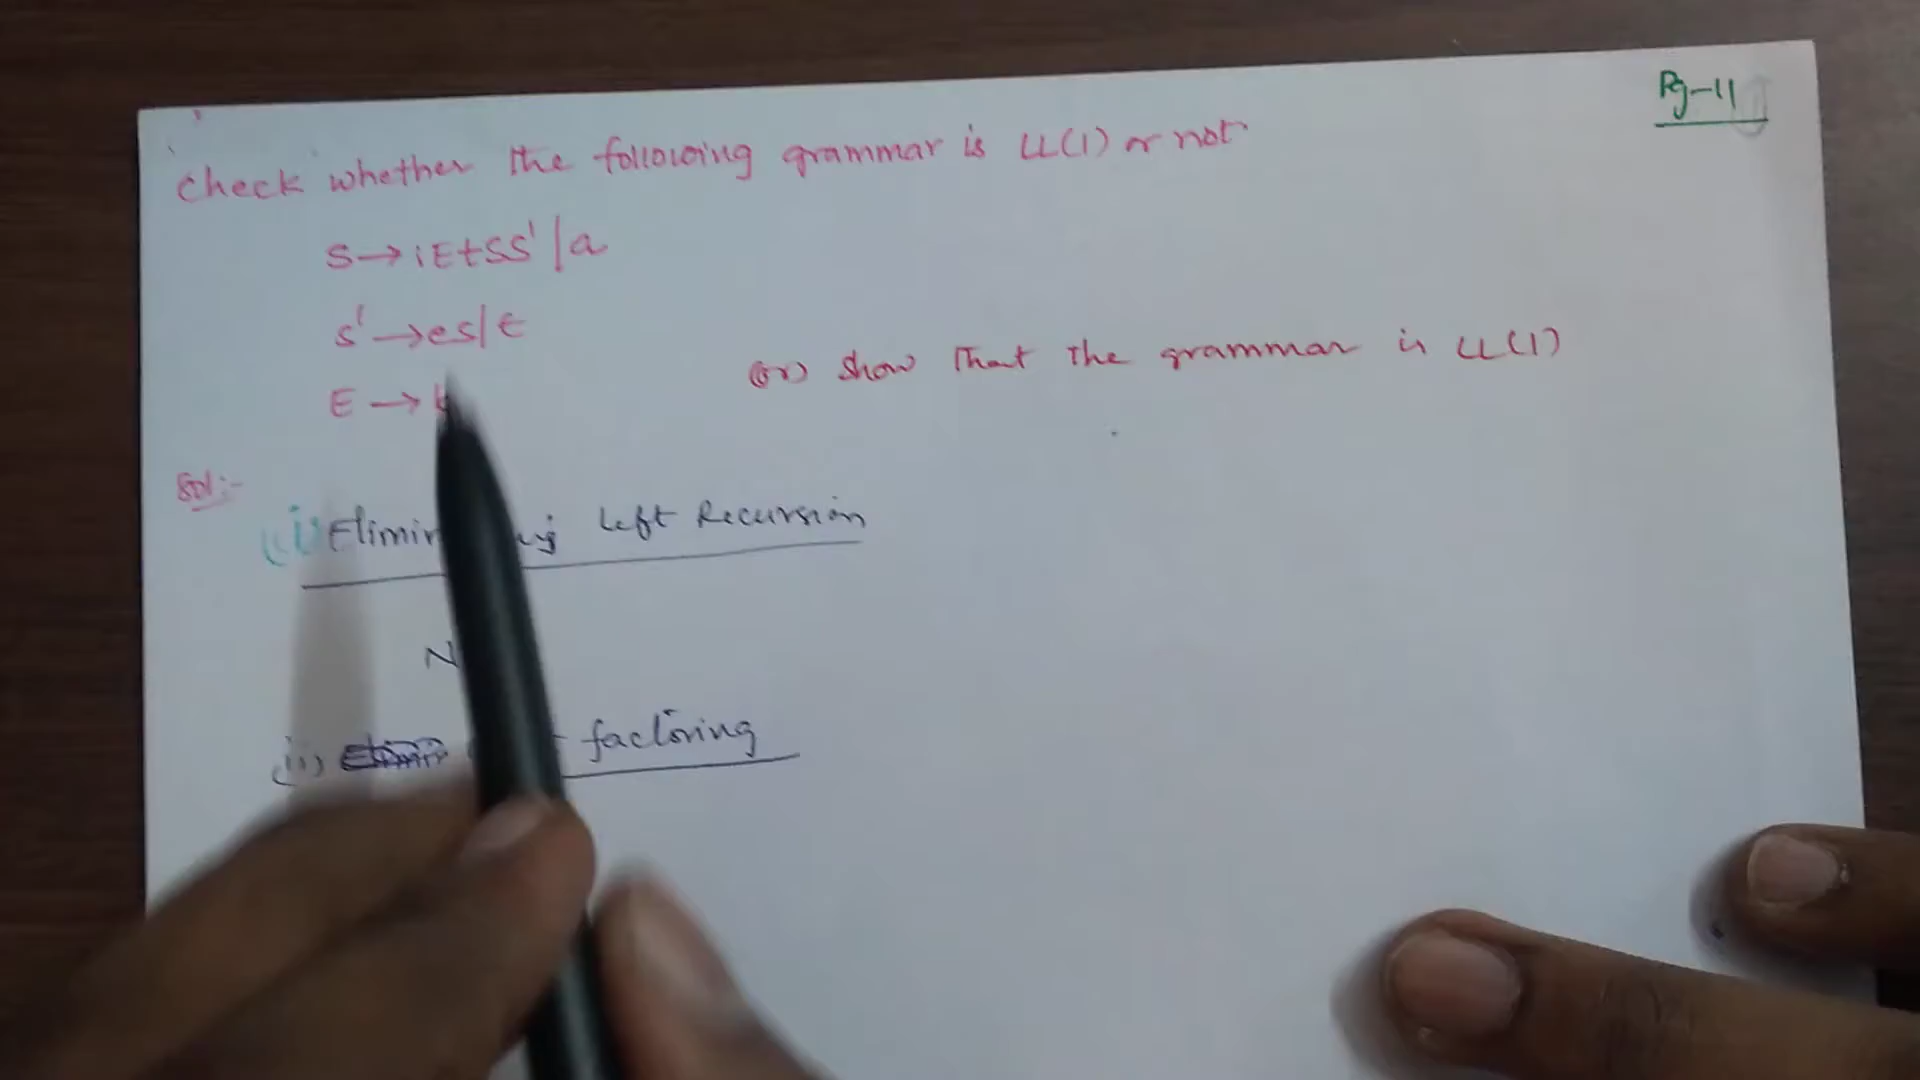 Pg-11
Check whether the following grammar is LL(1) or not
S→iEtSS'|a
S'→eS|ε
E→b
(or) show that the grammar is LL(1)
Sol:-
(i) left Recursion
(ii) factoring